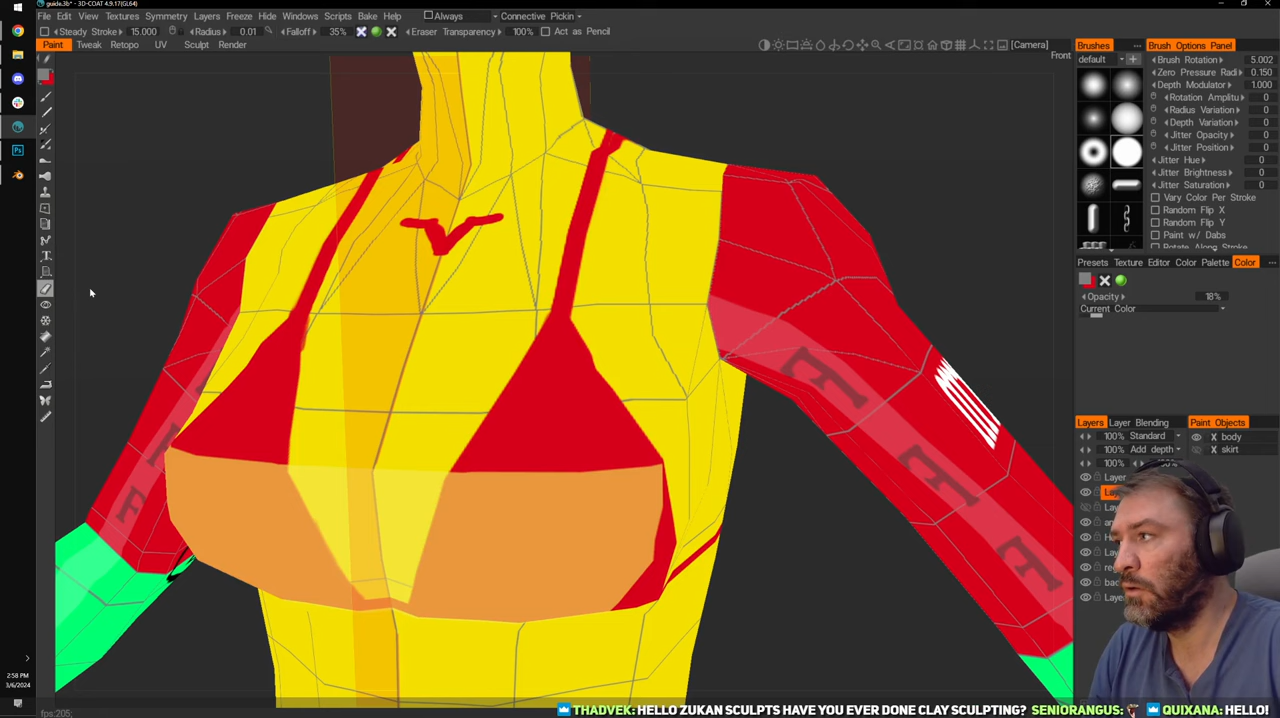 guide.3b* - 3D-COAT 4.9.17(GL64)
File Edit View Textures Symmetry Layers Freeze Hide Windows Scripts Bake Help Always Connective Pickin
Steady Stroke 15.000 Radius 0.01 Falloff 35% Eraser Transparency 100% Act as Pencil
Paint Tweak Retopo UV Sculpt Render
[Camera]
Front
Brushes
default
Brush Options Panel
Brush Rotation 5.002
Zero Pressure Radi 0.150
Depth Modulator 1.000
Rotation Amplitu 0
Radius Variation 0
Depth Variation 0
Jitter Opacity 0
Jitter Position 0
Jitter Hue 0
Jitter Brightness 0
Jitter Saturation 0
Vary Color Per Stroke
Random Flip X
Random Flip Y
Paint w/ Dabs
Rotate Along Stroke
Presets Texture Editor Color Palette Color
Opacity 18%
Current Color
Layers Layer Blending Paint Objects
100% Standard X body
100% Add depth X skirt
100% 100%
Layer
2:58 PM
3/6/2024
fps:205;
THADVEK: HELLO ZUKAN SCULPTS HAVE YOU EVER DONE CLAY SCULPTING? SENIORANGUS: QUIXANA: HELLO!